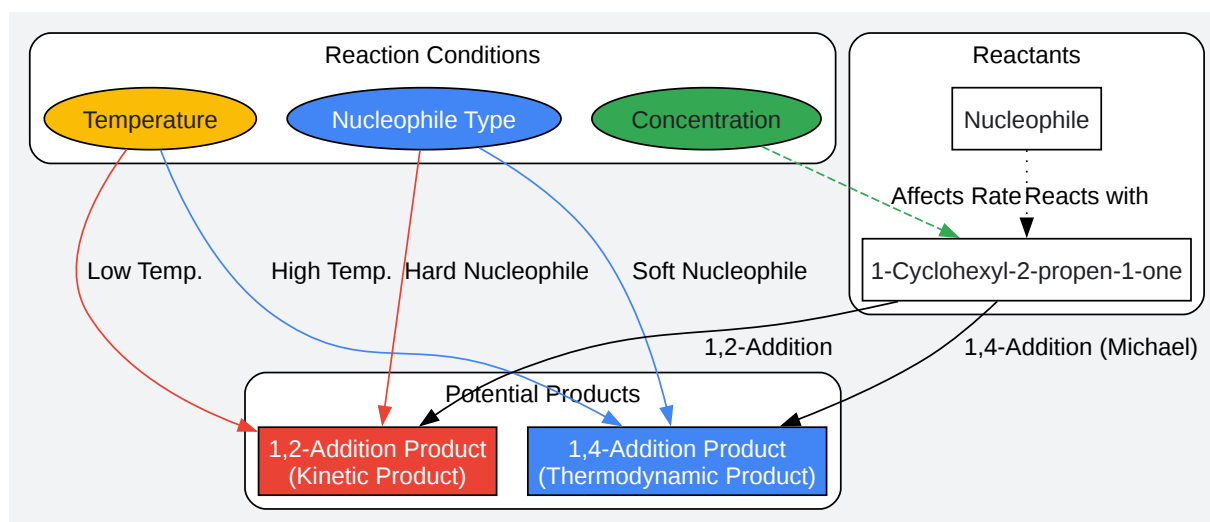 Reaction Conditions
Reactants
Temperature
Nucleophile Type
Concentration
Nucleophile
Affects Rate
Reacts with
Low Temp.
High Temp.
Hard Nucleophile
Soft Nucleophile
1-Cyclohexyl-2-propen-1-one
1,2-Addition
1,4-Addition (Michael)
Potential Products
1,2-Addition Product
(Kinetic Product)
1,4-Addition Product
(Thermodynamic Product)